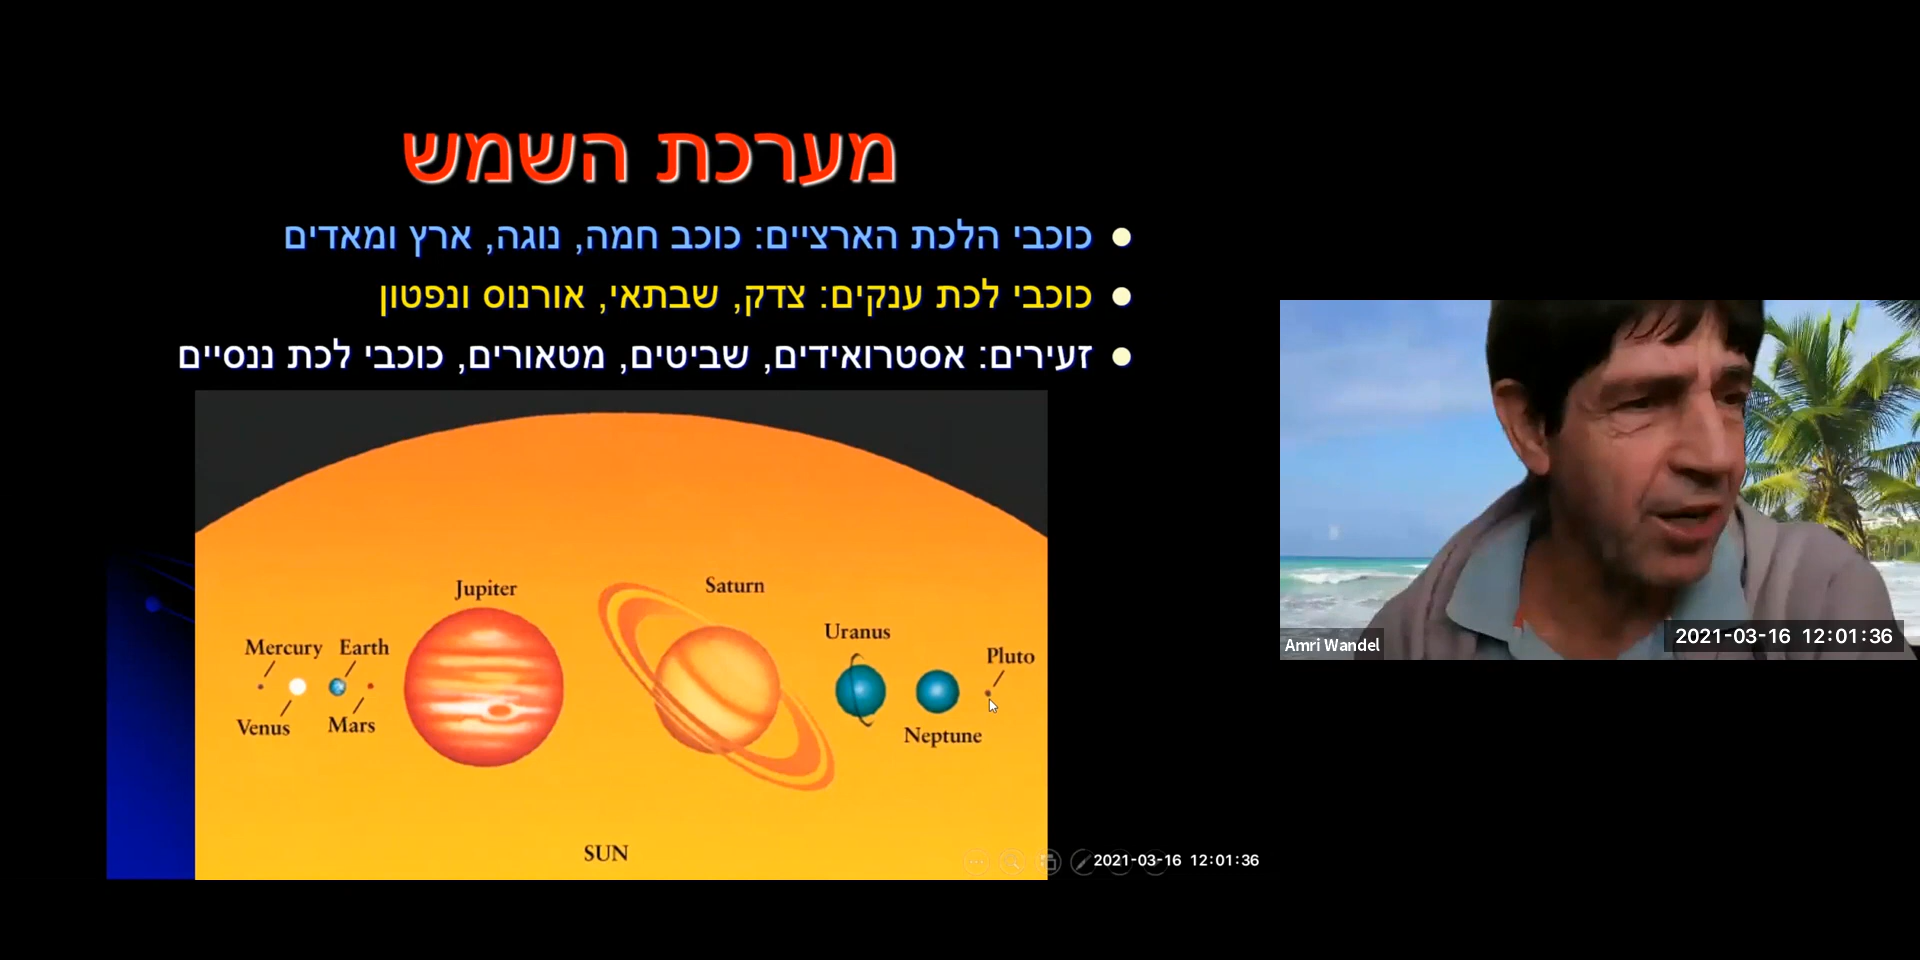 מערכת השמש
כוכבי הלכת הארציים: כוכב חמה, נוגה, ארץ ומאדים
כוכבי לכת ענקים: צדק, שבתאי, אורנוס ונפטון
זעירים: אסטרואידים, שביטים, מטאורים, כוכבי לכת ננסיים
Jupiter
Saturn
Uranus
Mercury Earth
Pluto
Venus
Mars
Neptune
SUN
2021-03-16 12:01:36
Amri Wandel
2021-03-16 12:01:36